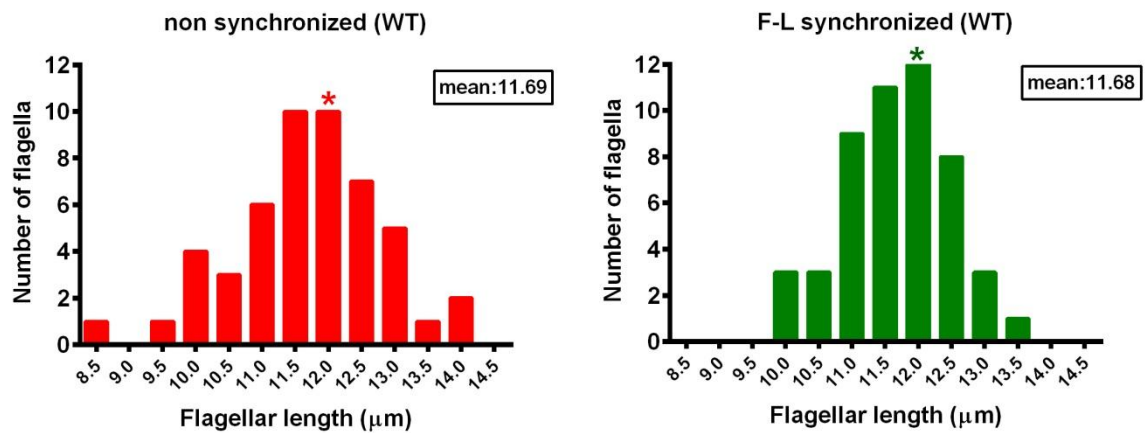 non synchronized (WT)
12
10
8
6
4
2
0
Number of flagella
*
mean:11.69
8.5 9.0 9.5 10.0 10.5 11.0 11.5 12.0 12.5 13.0 13.5 14.0 14.5
Flagellar length (μm)
F-L synchronized (WT)
12
10
8
6
4
2
0
Number of flagella
*
mean:11.68
8.5 9.0 9.5 10.0 10.5 11.0 11.5 12.0 12.5 13.0 13.5 14.0 14.5
Flagellar length (μm)